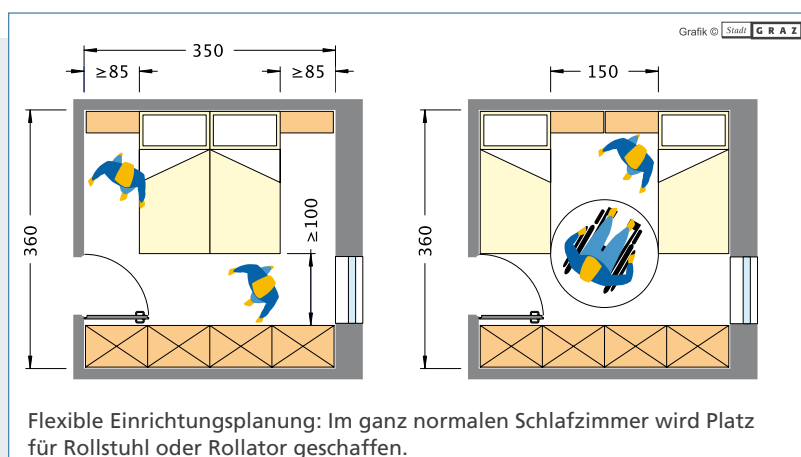 Grafik © Stadt GRAZ
350
≥85 ≥85
360
≥100
150
360
Flexible Einrichtungsplanung: Im ganz normalen Schlafzimmer wird Platz
für Rollstuhl oder Rollator geschaffen.